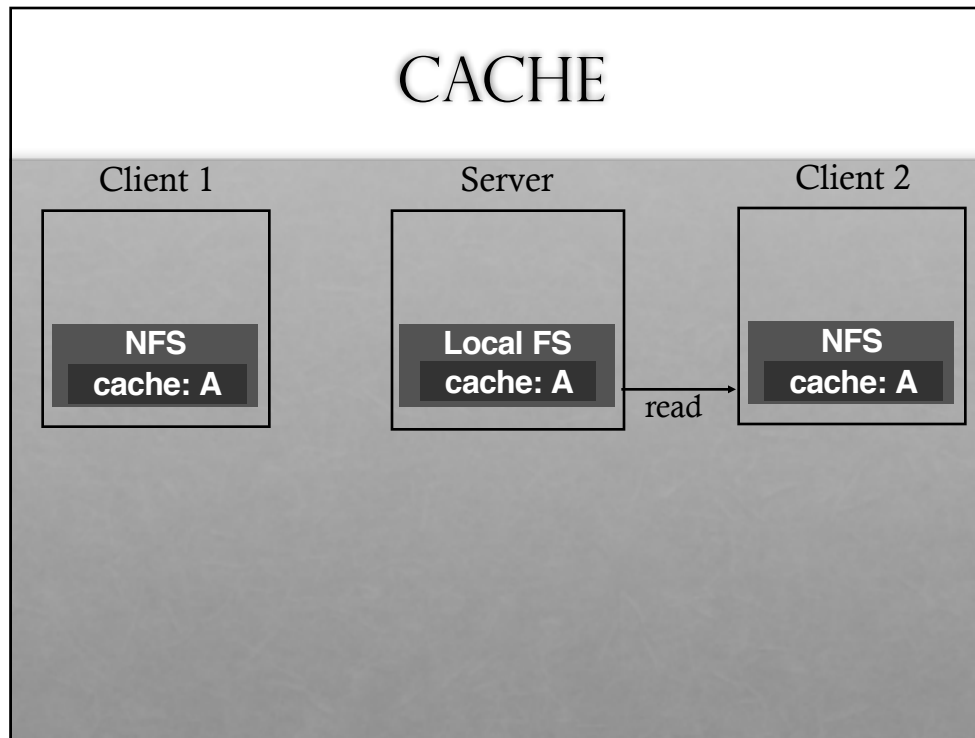 CACHE
Client 1
Server
Client 2
NFS
cache: A
Local FS
cache: A
read
NFS
cache: A